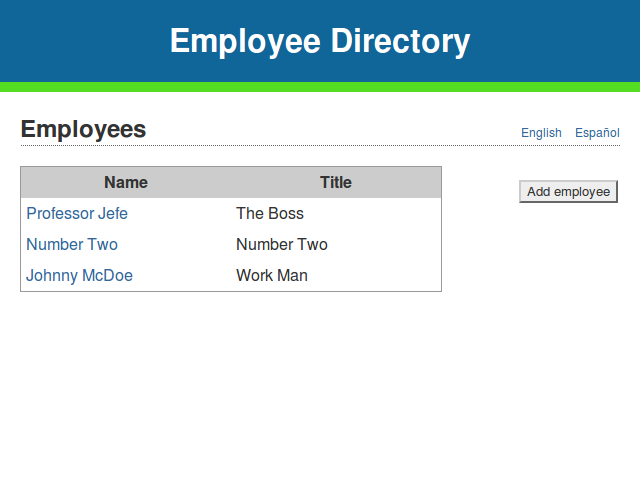 Employee Directory
Employees
English Español
Name Title
Add employee
Professor Jefe The Boss
Number Two Number Two
Johnny McDoe Work Man